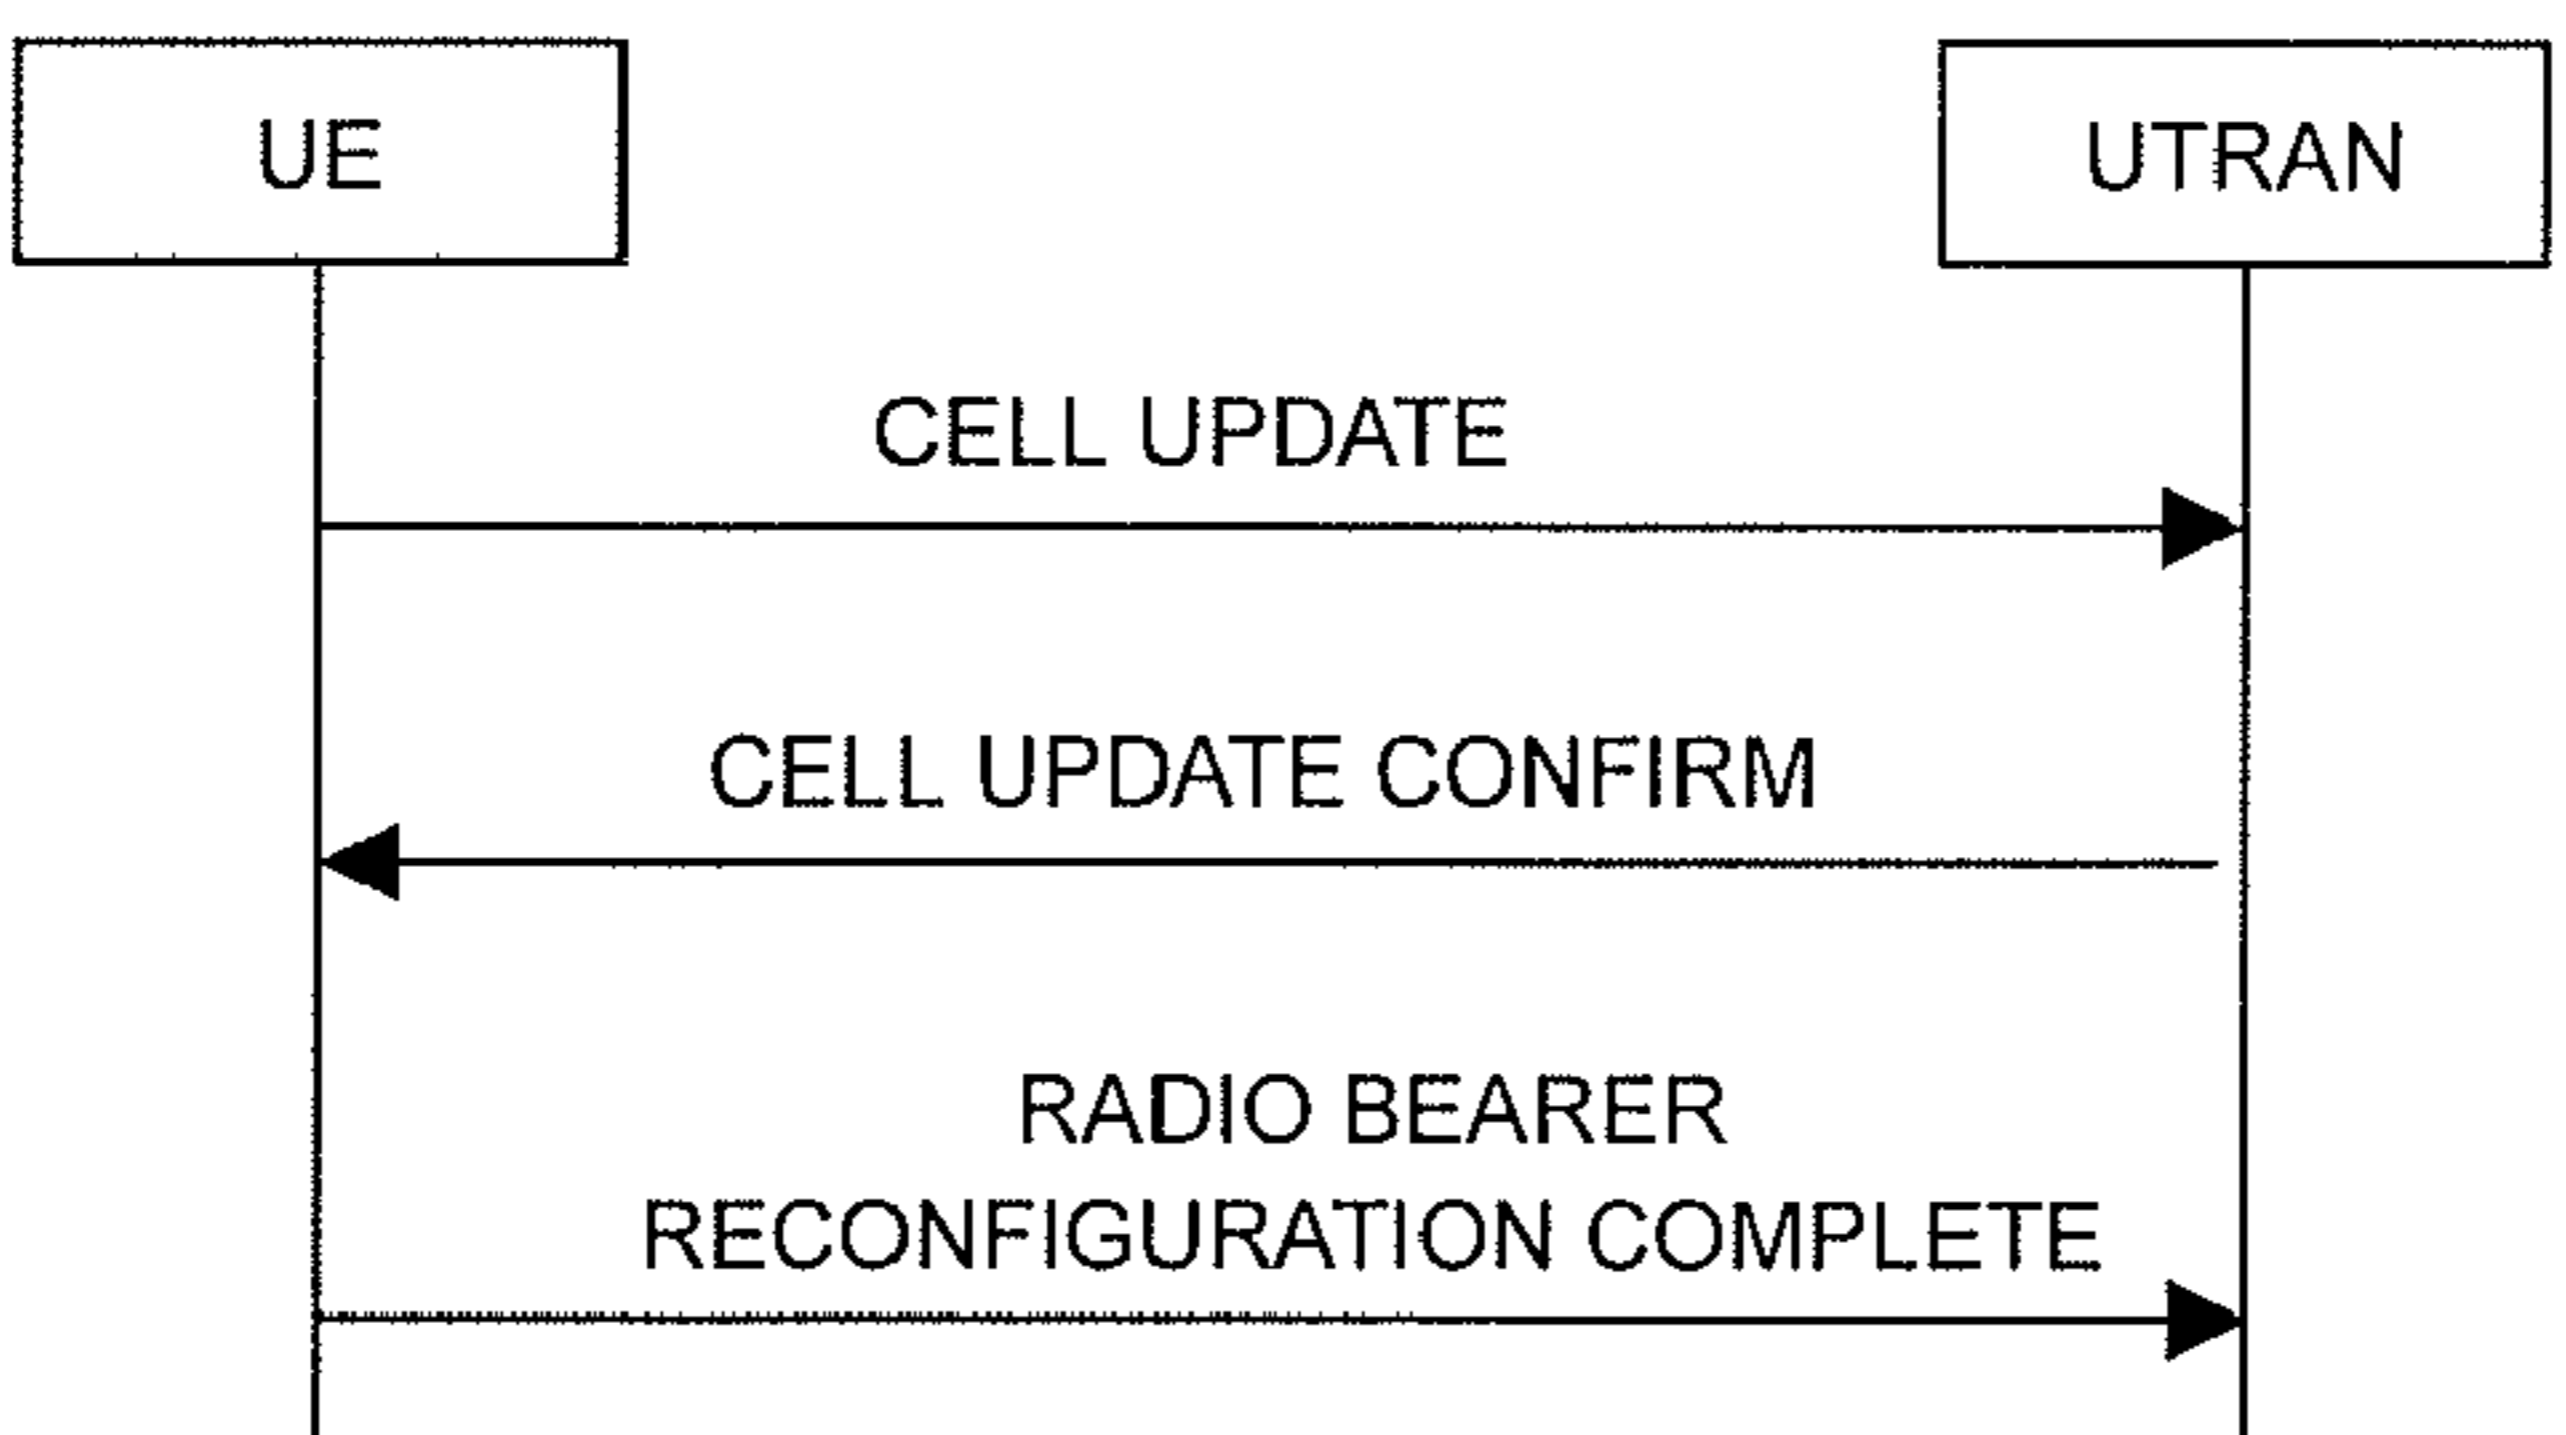 UE
UTRAN
CELL UPDATE
CELL UPDATE CONFIRM
RADIO BEARER
RECONFIGURATION COMPLETE